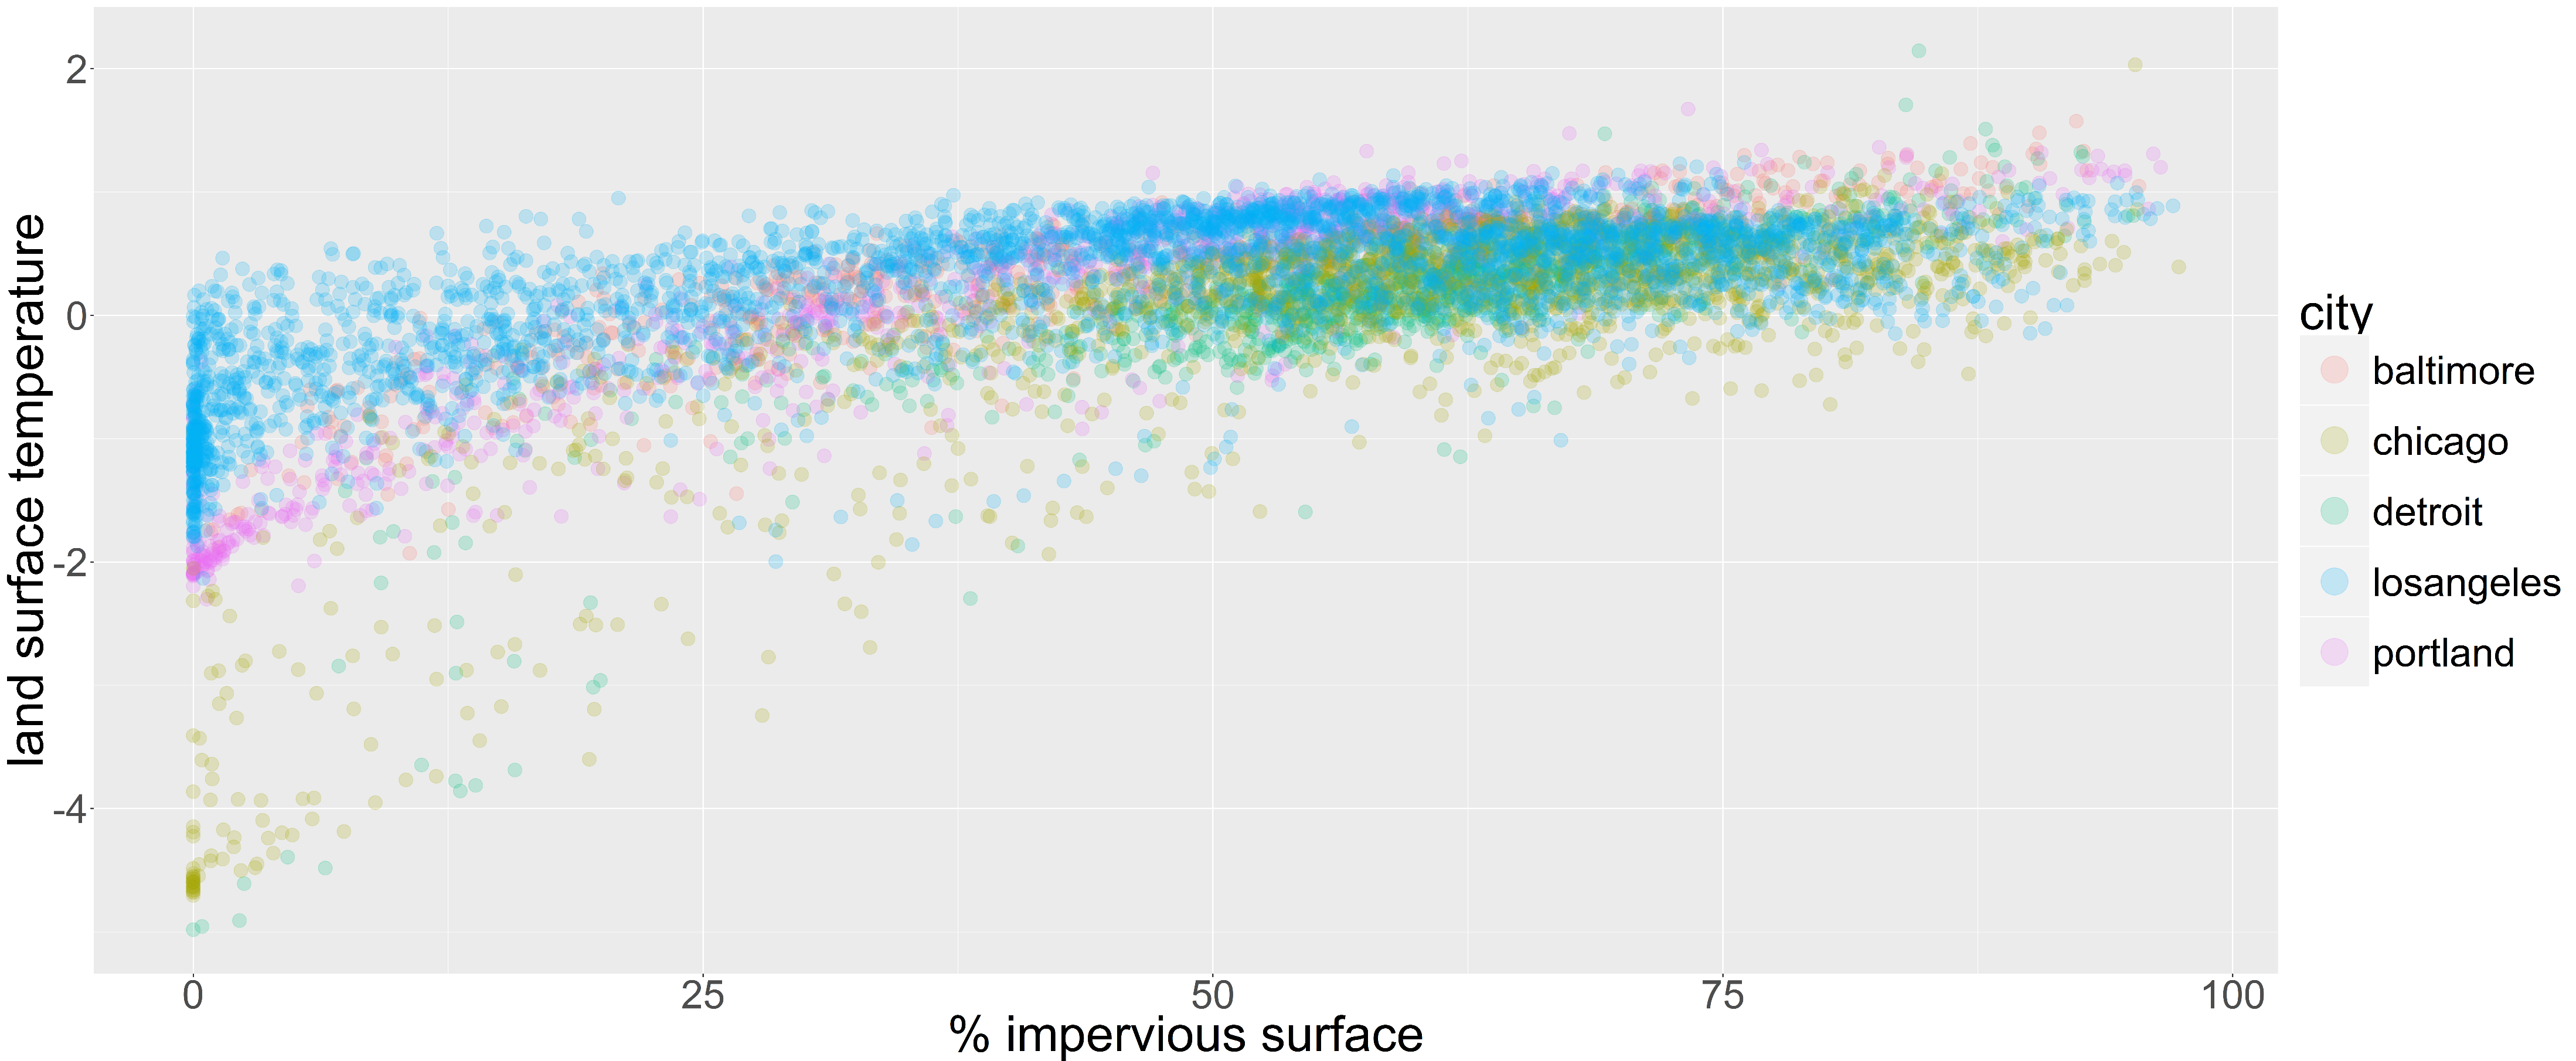 2
0
-2
-4
land surface temperature
0 25 50 75 100
% impervious surface
city
baltimore
chicago
detroit
losangeles
portland